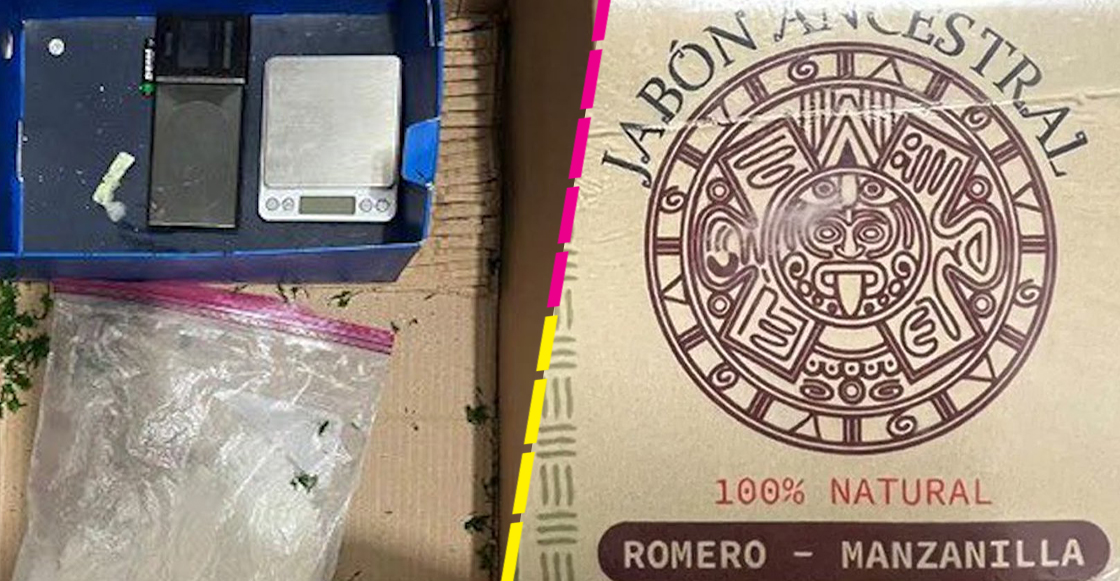 JABÓN ANCESTRAL
100% NATURAL
ROMERO - MANZANILLA